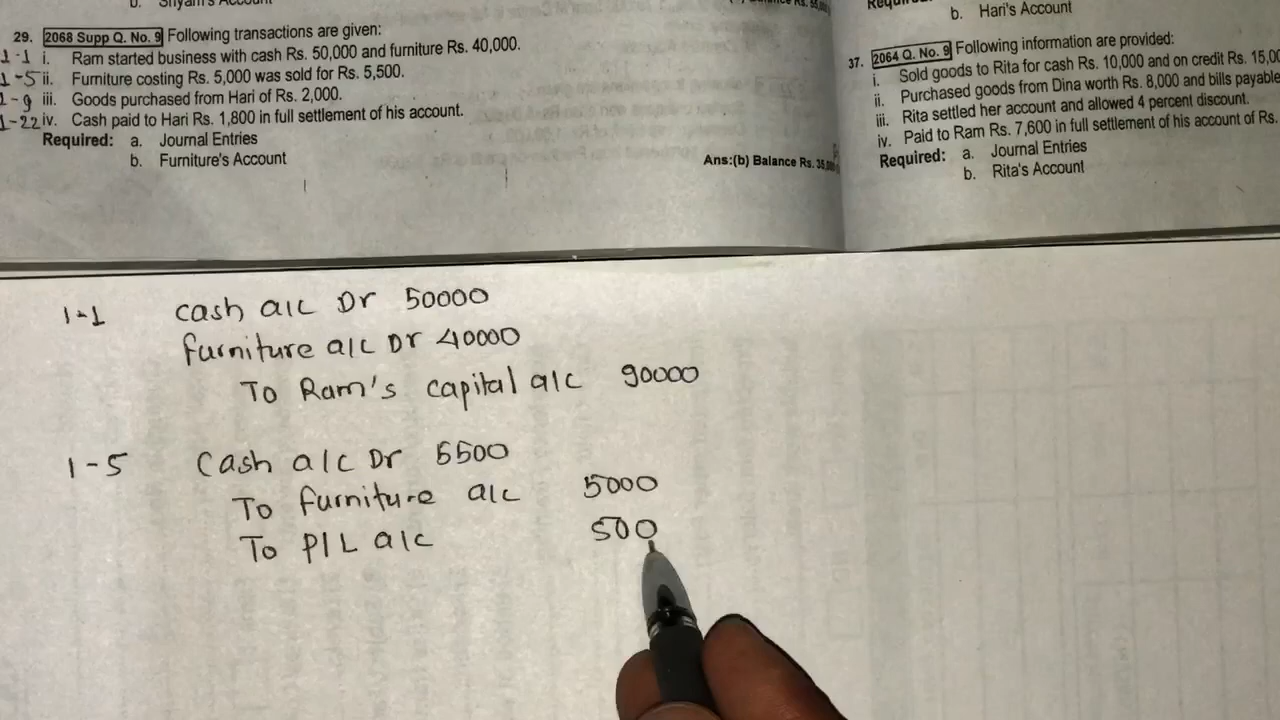 b. Shyam's Account
29. 2068 Supp Q. No. 9 Following transactions are given:
1-1 i. Ram started business with cash Rs. 50,000 and furniture Rs. 40,000.
1-5 ii. Furniture costing Rs. 5,000 was sold for Rs. 5,500.
1-9 iii. Goods purchased from Hari of Rs. 2,000.
1-22 iv. Cash paid to Hari Rs. 1,800 in full settlement of his account.
Required: a. Journal Entries
b. Furniture's Account
Ans:(b) Balance Rs. 35,000
b. Hari's Account
37. 2064 Q. No. 9 Following information are provided:
i. Sold goods to Rita for cash Rs. 10,000 and on credit Rs. 15,00
ii. Purchased goods from Dina worth Rs. 8,000 and bills payable
iii. Rita settled her account and allowed 4 percent discount.
iv. Paid to Ram Rs. 7,600 in full settlement of his account of Rs.
Required: a. Journal Entries
b. Rita's Account
1-1 cash a/c Dr 50000
furniture a/c Dr 40000
To Ram's capital a/c 90000
1-5 Cash a/c Dr 5500
To furniture a/c 5000
To P/L a/c 500